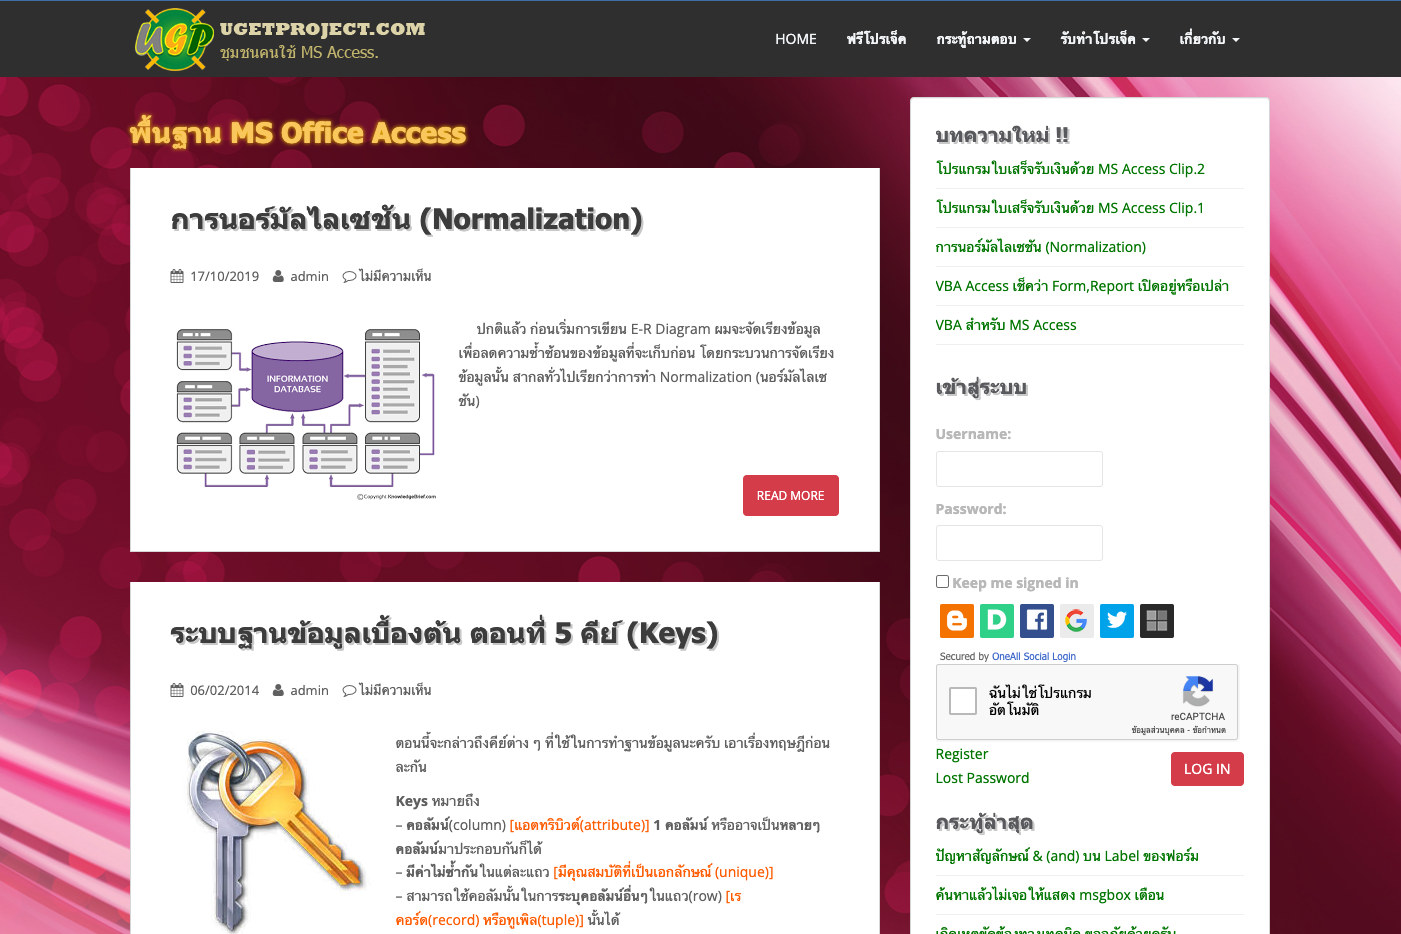 UGP
UGETPROJECT.COM
ชุมชนคนใช้ MS Access.
HOME
ฟรีโปรเจ็ค
กระทู้ถามตอบ
รับทำโปรเจ็ค
เกี่ยวกับ
พื้นฐาน MS Office Access
การนอร์มัลไลเซชัน (Normalization)
17/10/2019 admin ไม่มีความเห็น
INFORMATION
DATABASE
©Copyright KnowledgeBrief.com
ปกติแล้ว ก่อนเริ่มการเขียน E-R Diagram ผมจะจัดเรียงข้อมูล
เพื่อลดความซ้ำซ้อนของข้อมูลที่จะเก็บก่อน โดยกระบวนการจัดเรียง
ข้อมูลนั้น สากลทั่วไปเรียกว่าการทำ Normalization (นอร์มัลไลเซ
ชัน)
READ MORE
ระบบฐานข้อมูลเบื้องต้น ตอนที่ 5 คีย์ (Keys)
06/02/2014 admin ไม่มีความเห็น
ตอนนี้จะกล่าวถึงคีย์ต่าง ๆ ที่ใช้ในการทำฐานข้อมูลนะครับ เอาเรื่องทฤษฎีก่อน
ละกัน
Keys หมายถึง
– คอลัมน์(column) [แอตทริบิวต์(attribute)] 1 คอลัมน์ หรืออาจเป็นหลายๆ
คอลัมน์มาประกอบกันก็ได้
– มีค่าไม่ซ้ำกันในแต่ละแถว [มีคุณสมบัติที่เป็นเอกลักษณ์ (unique)]
– สามารถใช้คอลัมนั้นในการระบุคอลัมน์อื่นๆในแถว(row) [เร
คอร์ด(record) หรือทูเพิล(tuple)] นั้นได้
บทความใหม่ !!
โปรแกรมใบเสร็จรับเงินด้วย MS Access Clip.2
โปรแกรมใบเสร็จรับเงินด้วย MS Access Clip.1
การนอร์มัลไลเซชัน (Normalization)
VBA Access เช็คว่า Form,Report เปิดอยู่หรือเปล่า
VBA สำหรับ MS Access
เข้าสู่ระบบ
Username:
Password:
Keep me signed in
Secured by OneAll Social Login
ฉันไม่ใช่โปรแกรม
อัตโนมัติ
reCAPTCHA
ข้อมูลส่วนบุคคล - ข้อกำหนด
Register
Lost Password
LOG IN
กระทู้ล่าสุด
ปัญหาสัญลักษณ์ & (and) บน Label ของฟอร์ม
ค้นหาแล้วไม่เจอให้แสดง msgbox เตือน
เกิดเหตุขัดข้องทางเทคนิค ขออภัยด้วยครับ